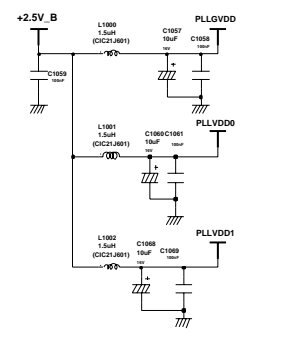 +2.5V_B
C1059
100nF
L1000
1.5uH
(CIC21J601)
C1057
10uF
16V
C1058
100nF
PLLGVDD
L1001
1.5uH
(CIC21J601)
C1060
10uF
16V
C1061
100nF
PLLVDD0
L1002
1.5uH
(CIC21J601)
C1068
10uF
16V
C1069
100nF
PLLVDD1